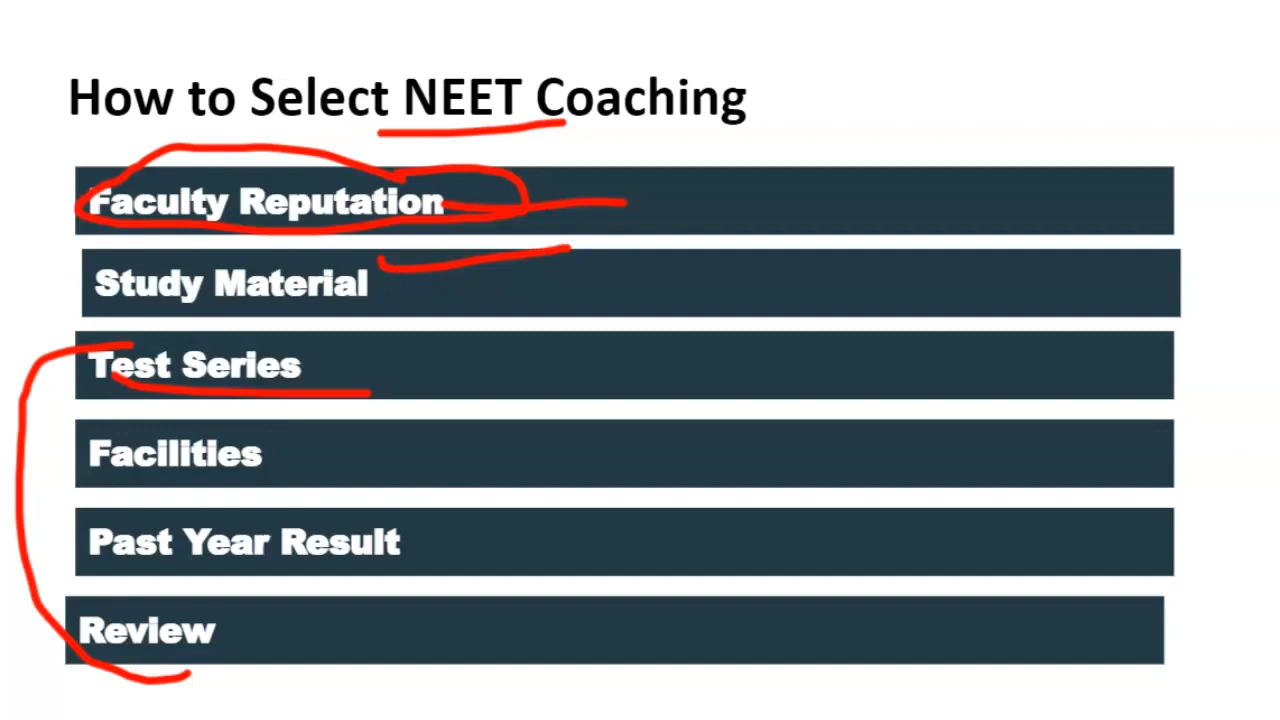 How to Select NEET Coaching
Faculty Reputation
Study Material
Test Series
Facilities
Past Year Result
Review